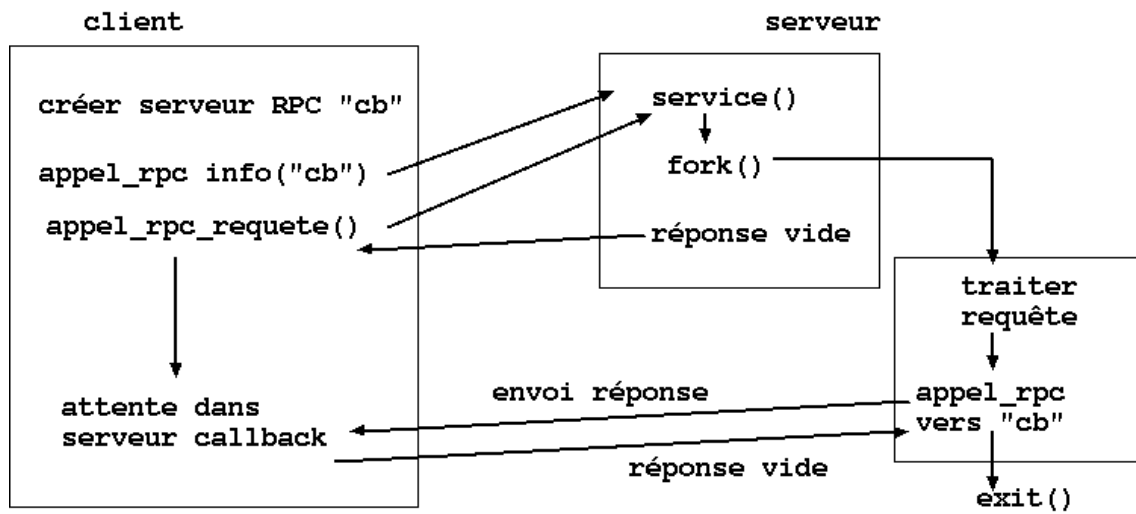 client
serveur
créer serveur RPC "cb"
appel_rpc info("cb")
appel_rpc_requete()
attente dans
serveur callback
service()
fork()
réponse vide
traiter
requête
appel_rpc
vers "cb"
exit()
envoi réponse
réponse vide